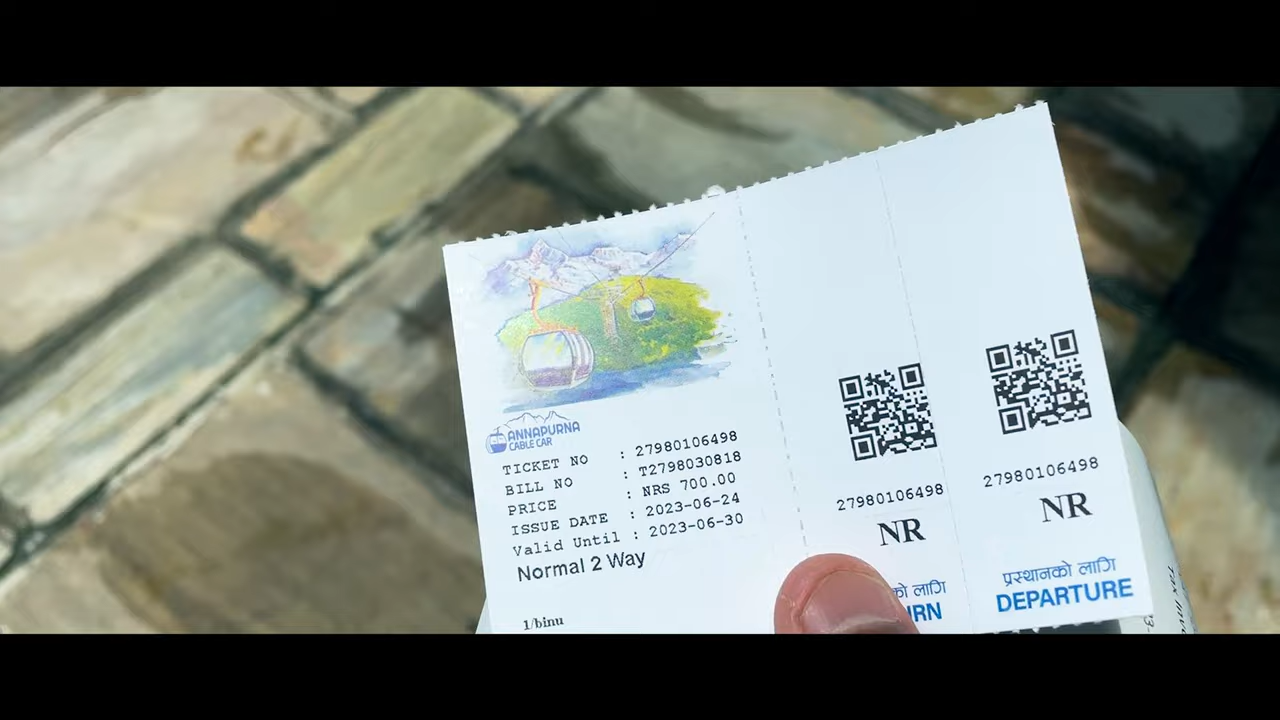 ANNAPURNA
CABLE CAR
TICKET NO : 27980106498
BILL NO : T2798030818
PRICE : NRS 700.00
ISSUE DATE : 2023-06-24
Valid Until : 2023-06-30
Normal 2 Way
1/binu
27980106498
NR
लागि
27980106498
NR
प्रस्थानको लागि
DEPARTURE
Tax